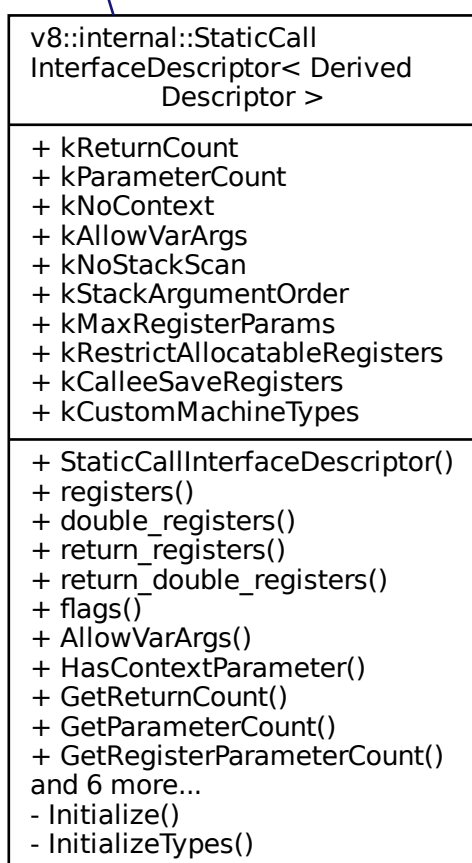 v8::internal::StaticCall
InterfaceDescriptor< Derived
Descriptor >
+ kReturnCount
+ kParameterCount
+ kNoContext
+ kAllowVarArgs
+ kNoStackScan
+ kStackArgumentOrder
+ kMaxRegisterParams
+ kRestrictAllocatableRegisters
+ kCalleeSaveRegisters
+ kCustomMachineTypes
+ StaticCallInterfaceDescriptor()
+ registers()
+ double_registers()
+ return_registers()
+ return_double_registers()
+ flags()
+ AllowVarArgs()
+ HasContextParameter()
+ GetReturnCount()
+ GetParameterCount()
+ GetRegisterParameterCount()
and 6 more...
- Initialize()
- InitializeTypes()